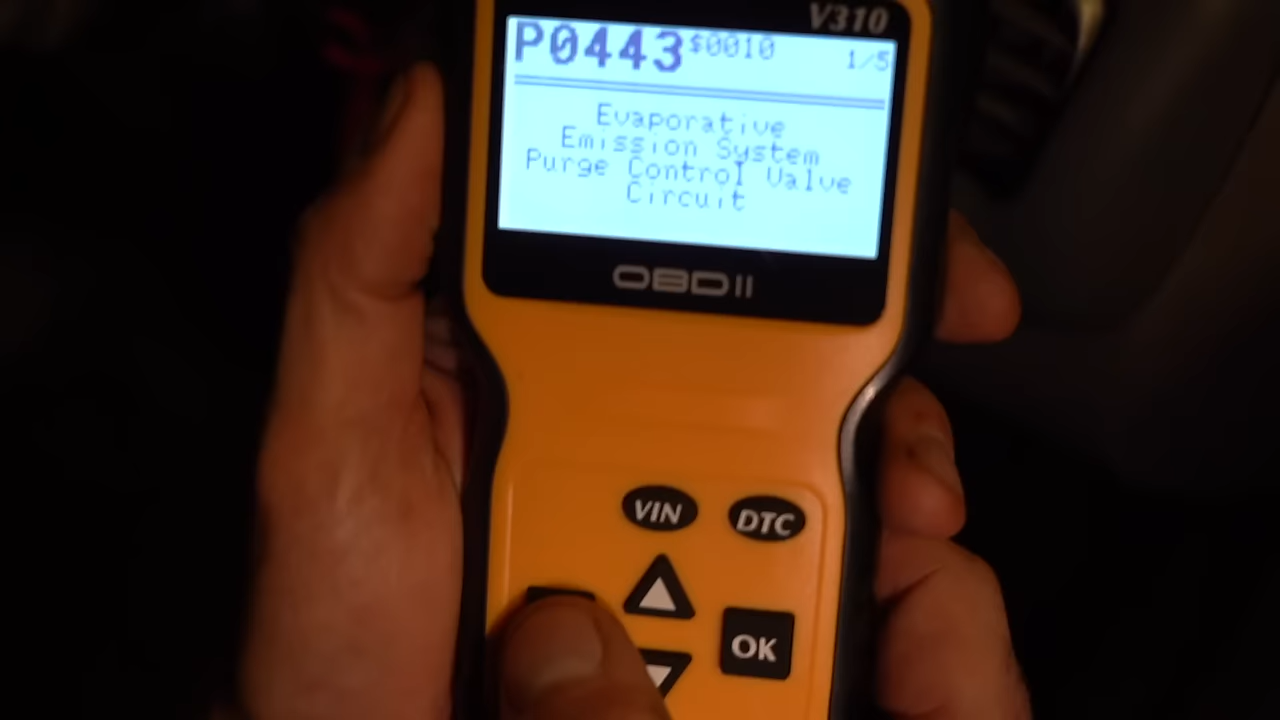 V310
P0443 $0010 1/5
Evaporative
Emission System
Purge Control Valve
Circuit
OBDII
VIN DTC
OK